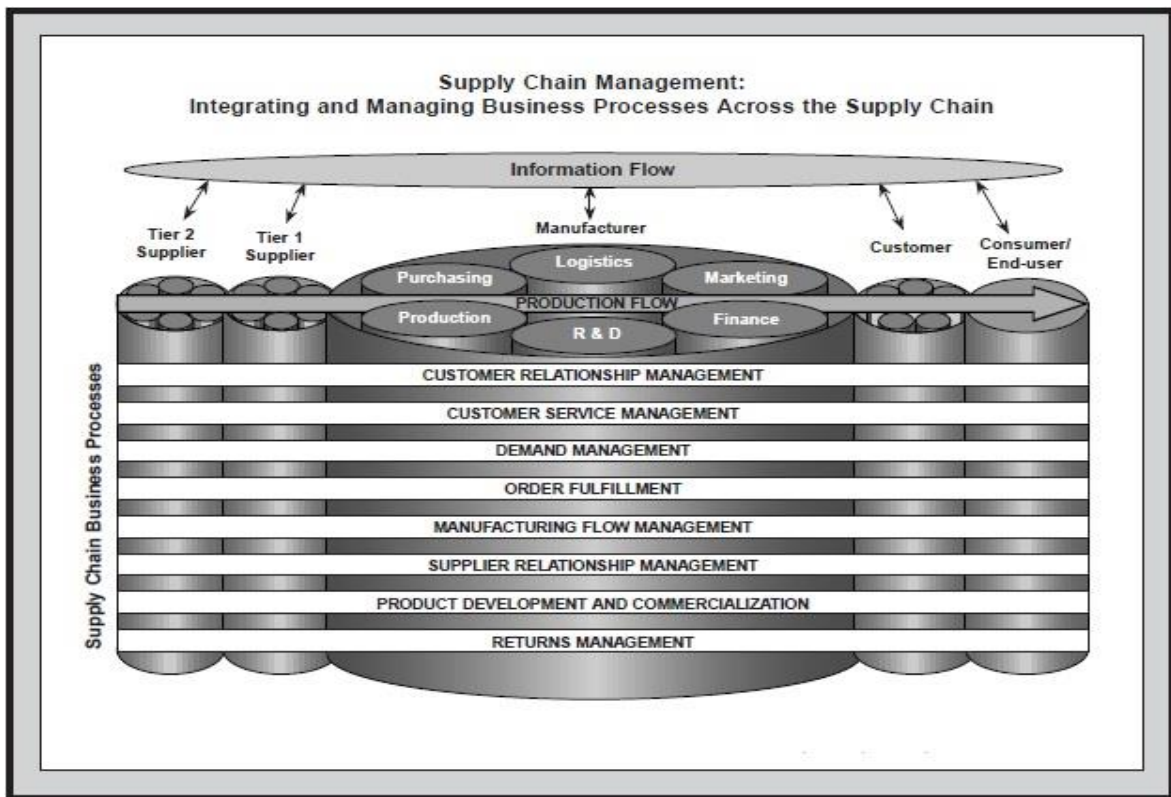 Supply Chain Management:
Integrating and Managing Business Processes Across the Supply Chain
Information Flow
Tier 2
Supplier
Tier 1
Supplier
Manufacturer
Customer
Consumer/
End-user
Logistics
Purchasing
Marketing
PRODUCTION FLOW
Production
Finance
R & D
Supply Chain Business Processes
CUSTOMER RELATIONSHIP MANAGEMENT
CUSTOMER SERVICE MANAGEMENT
DEMAND MANAGEMENT
ORDER FULFILLMENT
MANUFACTURING FLOW MANAGEMENT
SUPPLIER RELATIONSHIP MANAGEMENT
PRODUCT DEVELOPMENT AND COMMERCIALIZATION
RETURNS MANAGEMENT